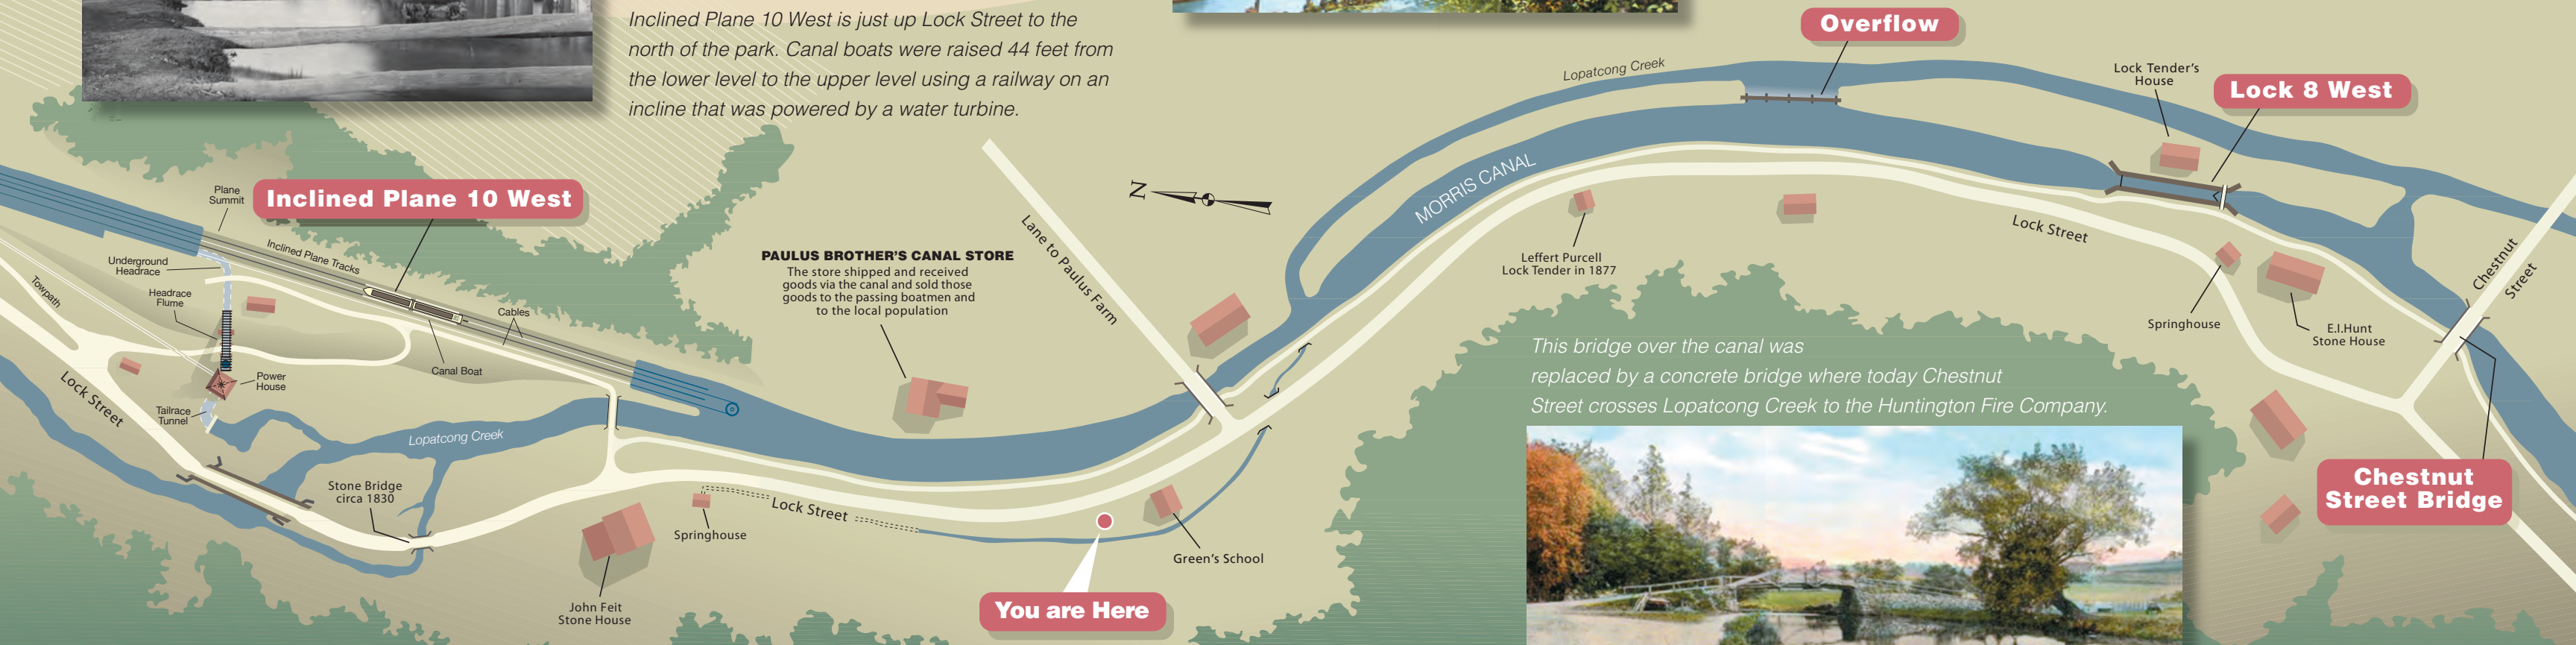 Inclined Plane 10 West is just up Lock Street to the
north of the park. Canal boats were raised 44 feet from
the lower level to the upper level using a railway on an
incline that was powered by a water turbine.
Overflow
Lopatcong Creek
Lock Tender's
House
Lock 8 West
MORRIS CANAL
N
Plane
Summit
Inclined Plane 10 West
Inclined Plane Tracks
Underground
Headrace
Headrace
Flume
Towpath
Cables
Canal Boat
Power
House
Tailrace
Tunnel
Lock Street
Lopatcong Creek
Stone Bridge
circa 1830
PAULUS BROTHER'S CANAL STORE
The store shipped and received
goods via the canal and sold those
goods to the passing boatmen and
to the local population
Lane to Paulus Farm
Leffert Purcell
Lock Tender in 1877
Lock Street
Springhouse
E.I.Hunt
Stone House
Chestnut
Street
This bridge over the canal was
replaced by a concrete bridge where today Chestnut
Street crosses Lopatcong Creek to the Huntington Fire Company.
Chestnut
Street Bridge
Springhouse
Lock Street
John Feit
Stone House
Green's School
You are Here